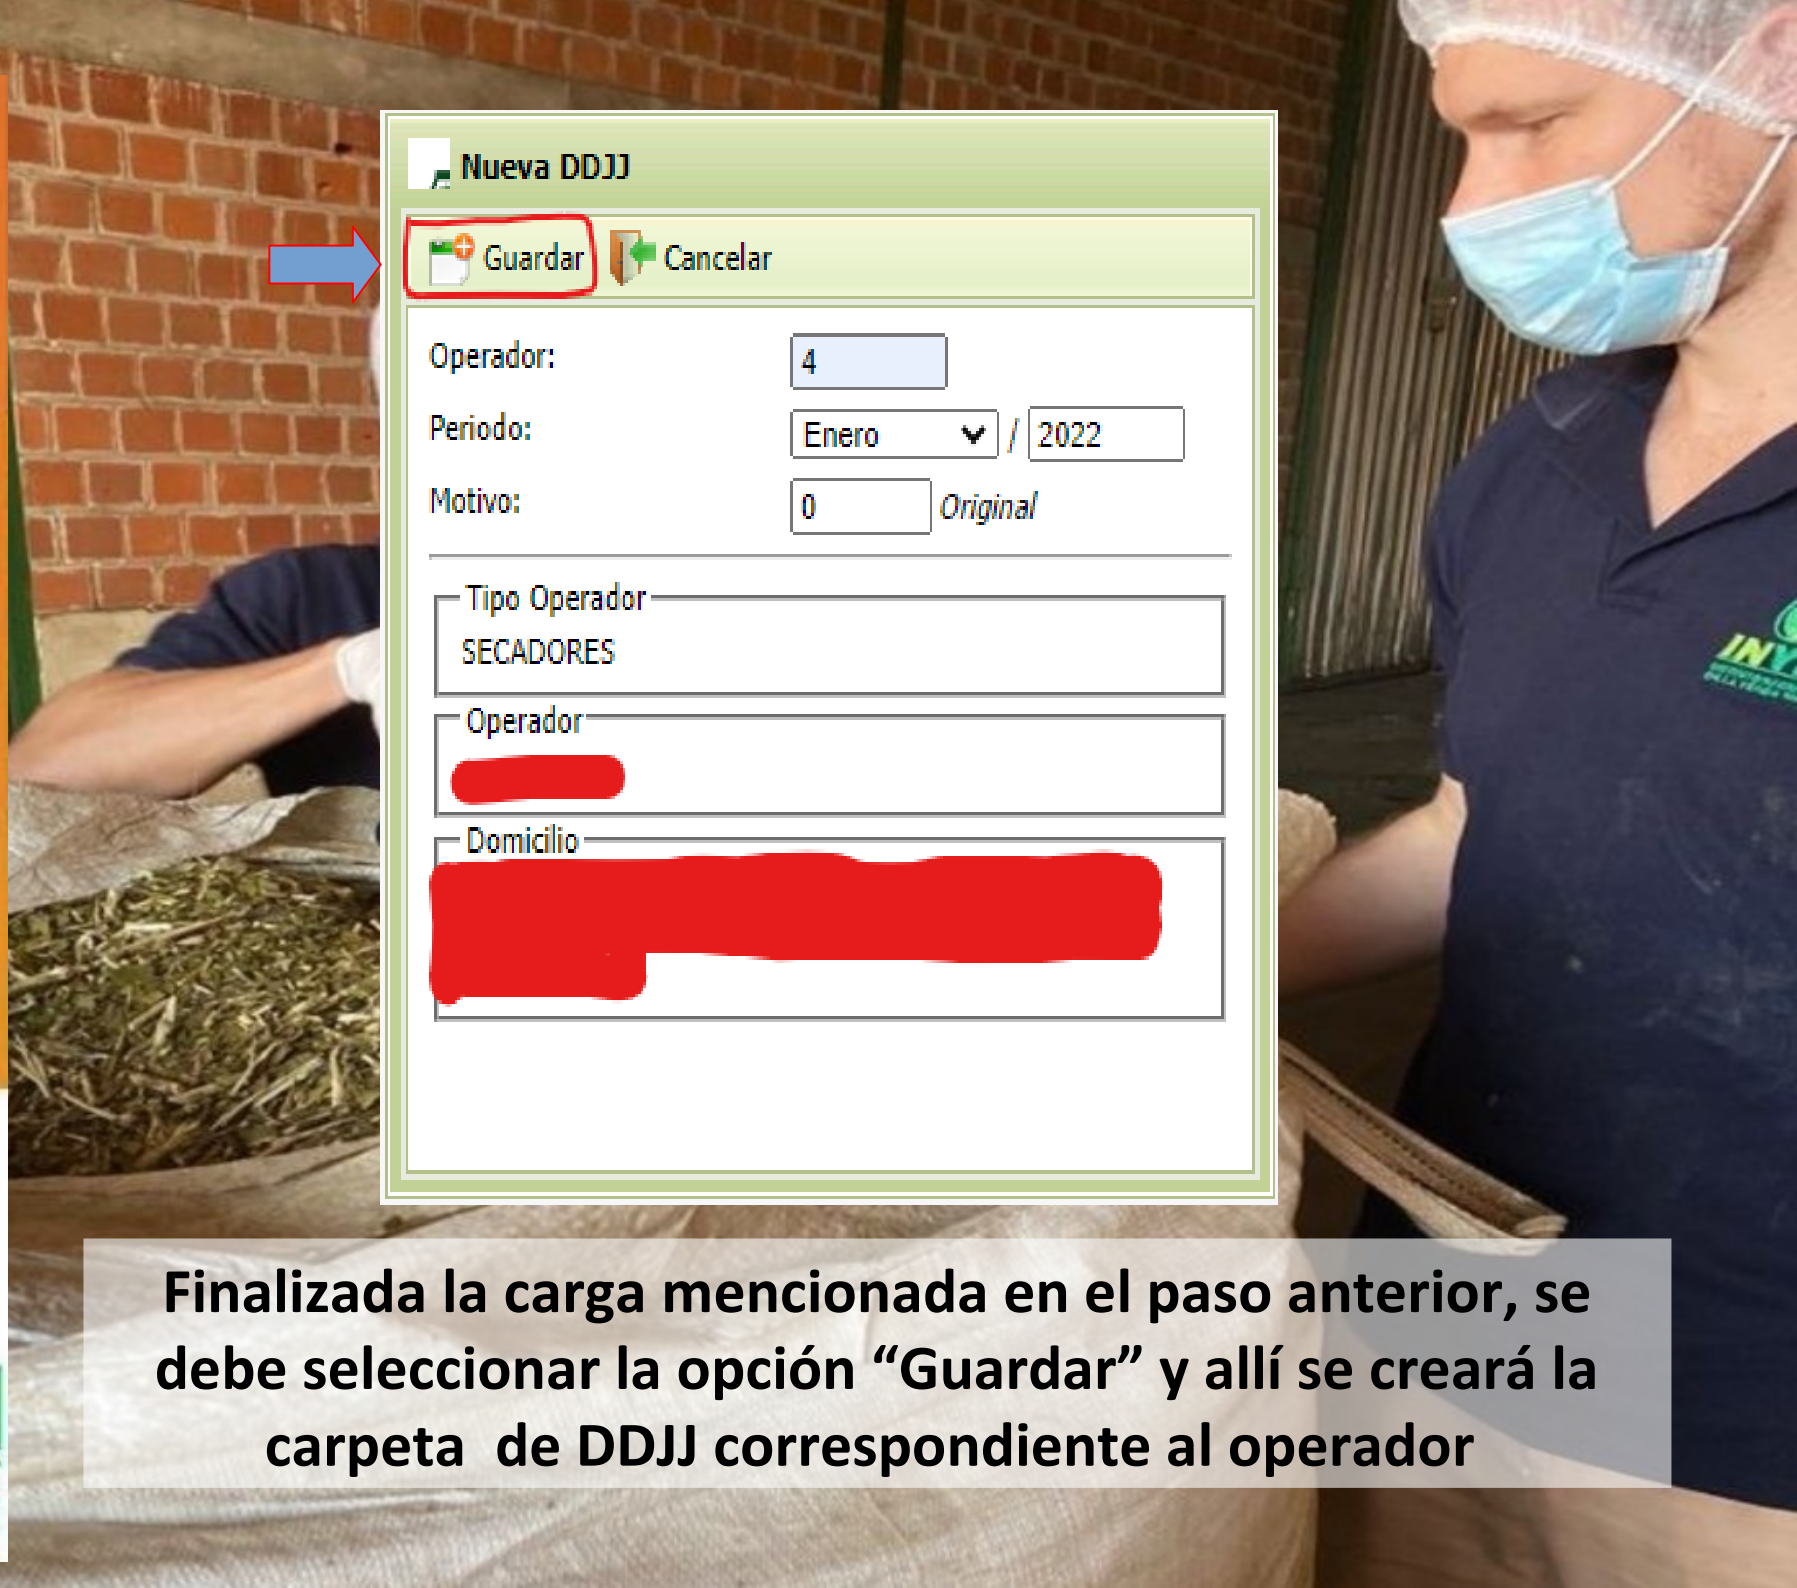 Nueva DDJJ
Guardar Cancelar
Operador: 4
Periodo: Enero / 2022
Motivo: 0 Original
Tipo Operador
SECADORES
Operador
Domicilio
Finalizada la carga mencionada en el paso anterior, se
debe seleccionar la opción “Guardar” y allí se creará la
carpeta de DDJJ correspondiente al operador